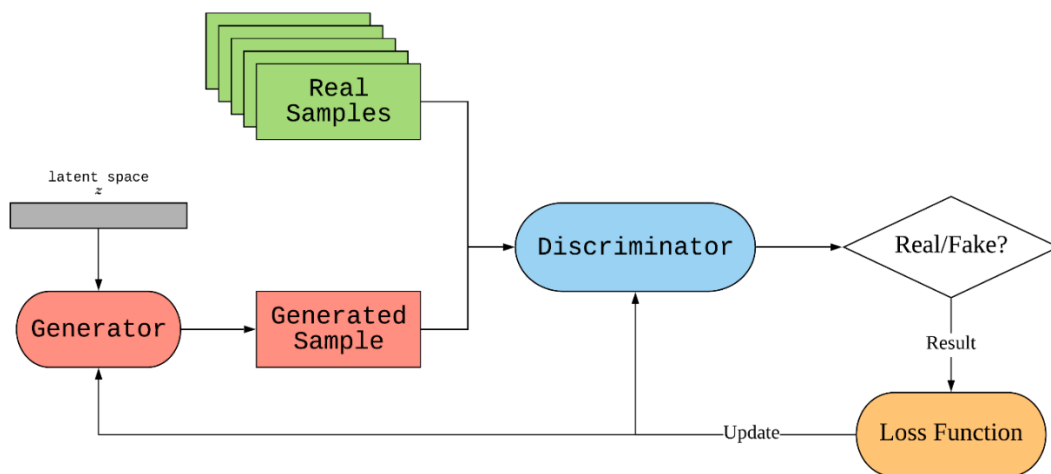 Real
Samples
latent space
z
Discriminator
Real/Fake?
Generator
Generated
Sample
Result
Update
Loss Function